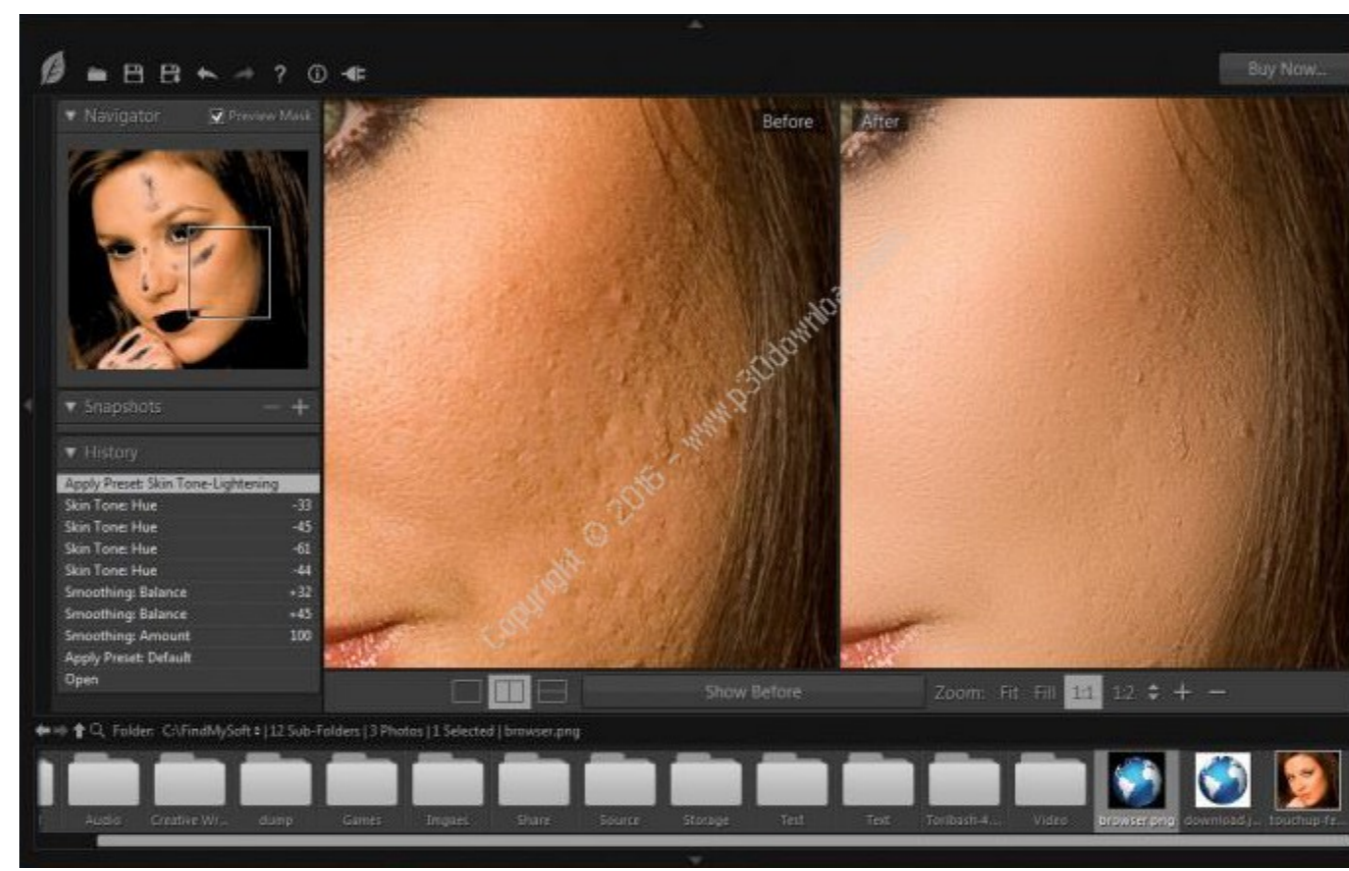 Buy Now...
Navigator
Preview Mask
Before
After
Snapshots
History
Apply Preset: Skin Tone-Lightening
Skin Tone: Hue -33
Skin Tone: Hue -45
Skin Tone: Hue -61
Skin Tone: Hue -44
Smoothing: Balance +32
Smoothing: Balance +45
Smoothing: Amount 100
Apply Preset: Default
Open
Copyright © 2016 - www.p30download
Show Before
Zoom: Fit Fill 1:1 1:2
Folder: C:\FindMySoft | 12 Sub-Folders | 3 Photos | 1 Selected | browser.png
Audio Creative Wr... dump Games Imgaes Share Source Storage Test Text Toribash-4... Video browser.png download.j... touchup-fe...